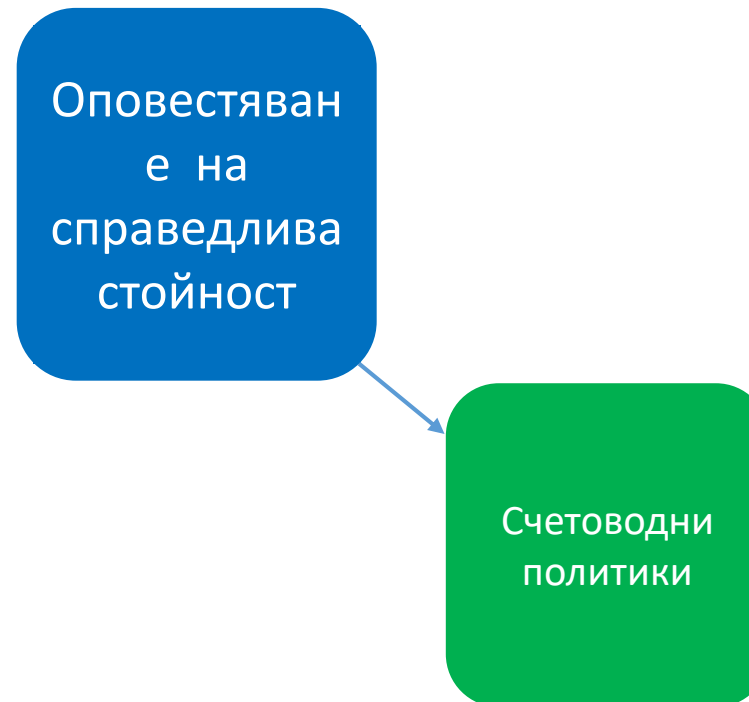 Оповестяван
е на
справедлива
стойност
Счетоводни
политики